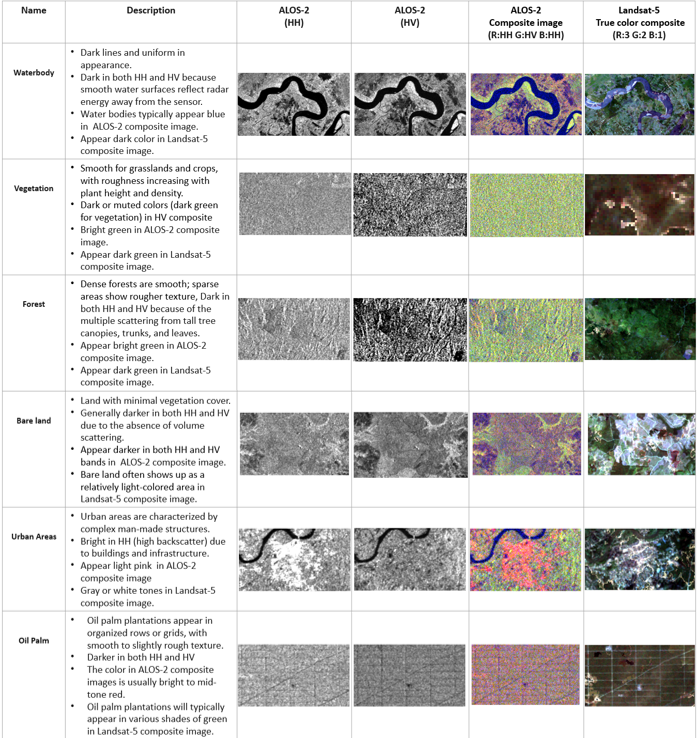 Name
Description
ALOS-2
(HH)
ALOS-2
(HV)
ALOS-2
Composite image
(R:HH G:HV B:HH)
Landsat-5
True color composite
(R:3 G:2 B:1)
Waterbody
• Dark lines and uniform in
appearance.
• Dark in both HH and HV because
smooth water surfaces reflect radar
energy away from the sensor.
• Water bodies typically appear blue
in ALOS-2 composite image.
• Appear dark color in Landsat-5
composite image.
Vegetation
• Smooth for grasslands and crops,
with roughness increasing with
plant height and density.
• Dark or muted colors (dark green
for vegetation) in HV composite
• Bright green in ALOS-2 composite
image.
• Appear dark green in Landsat-5
composite image.
Forest
• Dense forests are smooth; sparse
areas show rougher texture, Dark in
both HH and HV because of the
multiple scattering from tall tree
canopies, trunks, and leaves.
• Appear bright green in ALOS-2
composite image.
• Appear dark green in Landsat-5
composite image.
Bare land
• Land with minimal vegetation cover.
• Generally darker in both HH and HV
due to the absence of volume
scattering.
• Appear darker in both HH and HV
bands in ALOS-2 composite image.
• Bare land often shows up as a
relatively light-colored area in
Landsat-5 composite image.
Urban Areas
• Urban areas are characterized by
complex man-made structures.
• Bright in HH (high backscatter) due
to buildings and infrastructure.
• Appear light pink in ALOS-2
composite image
• Gray or white tones in Landsat-5
composite image.
Oil Palm
• Oil palm plantations appear in
organized rows or grids, with
smooth to slightly rough texture.
• Darker in both HH and HV
• The color in ALOS-2 composite
images is usually bright to mid-
tone red.
• Oil palm plantations will typically
appear in various shades of green
in Landsat-5 composite image.